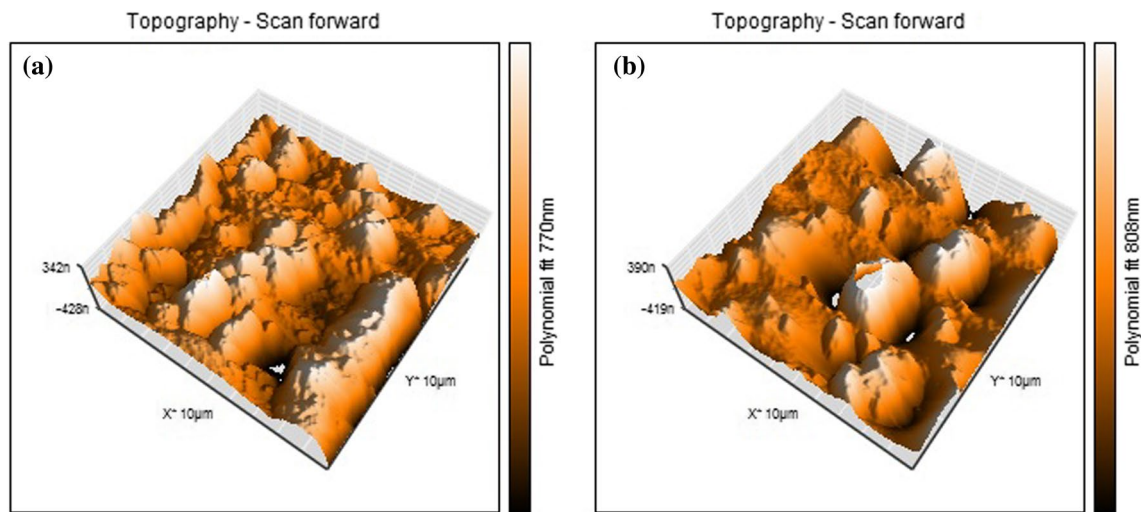 Topography - Scan forward
(a)
342n
-428n
X* 10µm
Y* 10µm
Polynomial fit 770nm
Topography - Scan forward
(b)
390n
-419n
X* 10µm
Y* 10µm
Polynomial fit 808nm